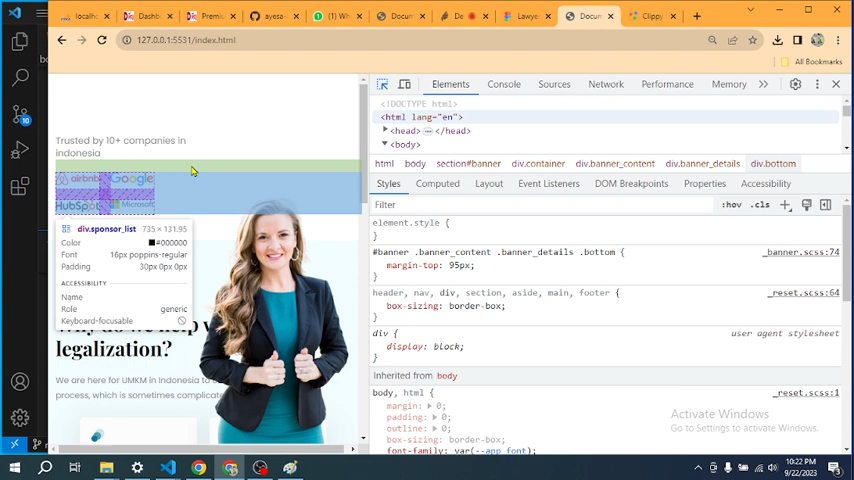 localho
Dashb
Premiu
ayesa-
(1) Wh
Docum
De
Lawyer
Docum
Clippy
127.0.0.1:5531/index.html
All Bookmarks
Elements
Console
Sources
Network
Performance
Memory
<!DOCTYPE html>
<html lang="en">
<head> ⋯ </head>
<body>
html
body
section#banner
div.container
div.banner_content
div.banner_details
div.bottom
Styles
Computed
Layout
Event Listeners
DOM Breakpoints
Properties
Accessibility
Filter
:hov
.cls
element.style {
}
#banner .banner_content .banner_details .bottom {
_banner.scss:74
margin-top: 95px;
}
header, nav, div, section, aside, main, footer {
_reset.scss:64
box-sizing: border-box;
}
div {
user agent stylesheet
display: block;
}
Inherited from body
body, html {
_reset.scss:1
margin: 0;
padding: 0;
outline: 0;
box-sizing: border-box;
font-family: var(--app font);
Trusted by 10+ companies in
indonesia
airbnb
Google
HubSpot
Microsoft
div.sponsor_list
735 × 131.95
Color
#000000
Font
16px poppins-regular
Padding
30px 0px 0px
ACCESSIBILITY
Name
Role
generic
Keyboard-focusable
legalization?
We are here for UMKM in Indonesia to
process, which is sometimes complicate
Activate Windows
Go to Settings to activate Windows.
10
10:22 PM
9/22/2023
3